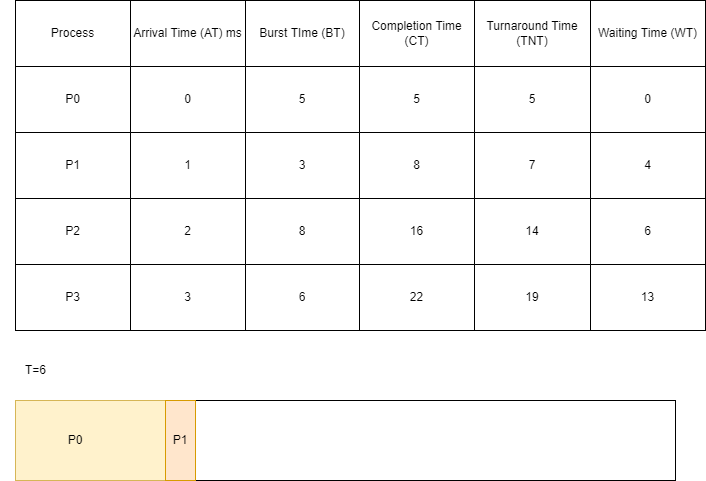 Process Arrival Time (AT) ms Burst TIme (BT) Completion Time (CT) Turnaround Time (TNT) Waiting Time (WT)
P0 0 5 5 5 0
P1 1 3 8 7 4
P2 2 8 16 14 6
P3 3 6 22 19 13
T=6
P0 P1